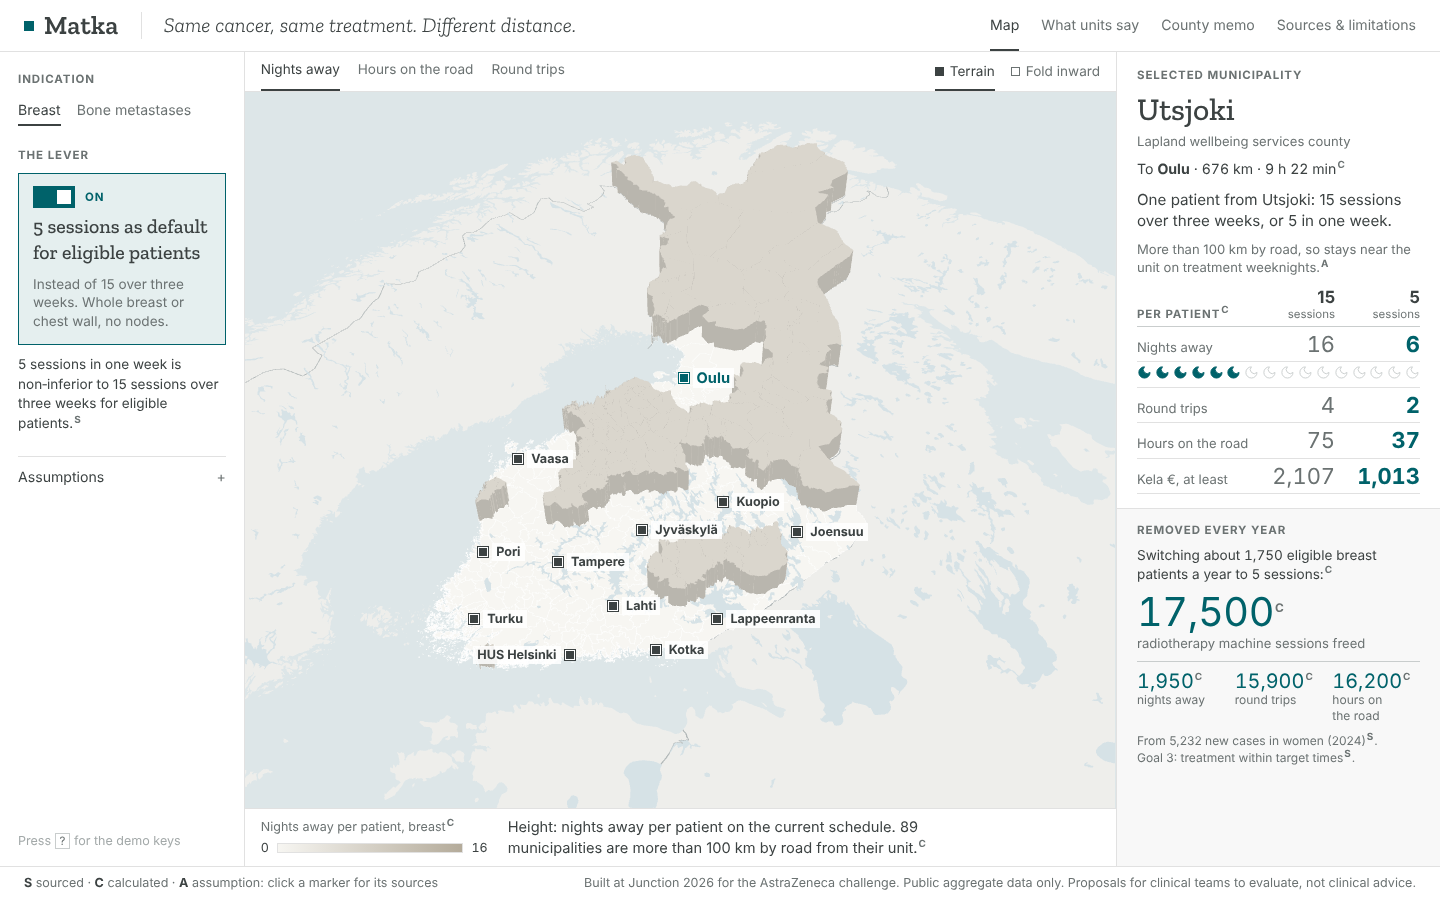 Matka
Same cancer, same treatment. Different distance.
Map
What units say
County memo
Sources & limitations
INDICATION
Breast
Bone metastases
THE LEVER
ON
5 sessions as default
for eligible patients
Instead of 15 over three
weeks. Whole breast or
chest wall, no nodes.
5 sessions in one week is
non-inferior to 15 sessions over
three weeks for eligible
patients.S
Assumptions +
Press ? for the demo keys
Nights away
Hours on the road
Round trips
Terrain
Fold inward
Oulu
Vaasa
Kuopio
Jyväskylä
Joensuu
Pori
Tampere
Lahti
Turku
Lappeenranta
HUS Helsinki
Kotka
Nights away per patient, breastC
0 16
Height: nights away per patient on the current schedule. 89
municipalities are more than 100 km by road from their unit.C
SELECTED MUNICIPALITY
Utsjoki
Lapland wellbeing services county
To Oulu · 676 km · 9 h 22 minC
One patient from Utsjoki: 15 sessions
over three weeks, or 5 in one week.
More than 100 km by road, so stays near the
unit on treatment weeknights.A
PER PATIENTC
15 sessions
5 sessions
Nights away 16 6
Round trips 4 2
Hours on the road 75 37
Kela €, at least 2,107 1,013
REMOVED EVERY YEAR
Switching about 1,750 eligible breast
patients a year to 5 sessions:C
17,500C
radiotherapy machine sessions freed
1,950C 15,900C 16,200C
nights away round trips hours on
the road
From 5,232 new cases in women (2024)S.
Goal 3: treatment within target timesS.
S sourced · C calculated · A assumption: click a marker for its sources
Built at Junction 2026 for the AstraZeneca challenge. Public aggregate data only. Proposals for clinical teams to evaluate, not clinical advice.